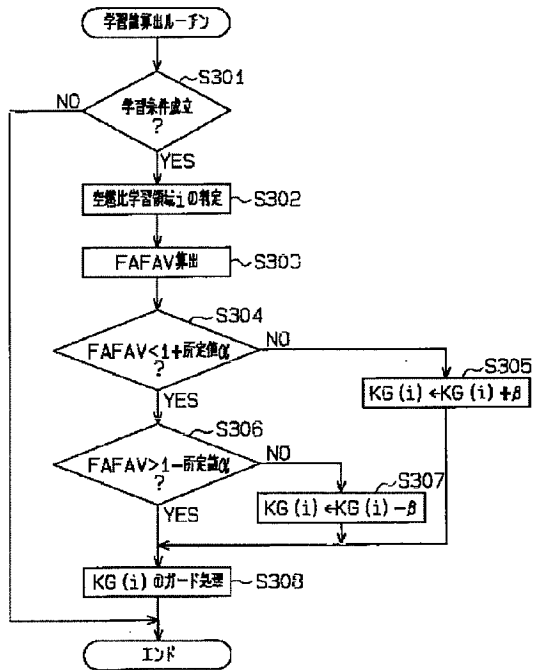 学習値算出ルーチン
S301
NO
学習条件成立
?
YES
空燃比学習領域iの判定
S302
FAFAV算出
S303
S304
FAFAV<1+所定値α
?
NO
YES
S305
KG(i)←KG(i)+β
S306
FAFAV>1-所定値α
?
NO
YES
S307
KG(i)←KG(i)-β
KG(i)のガード処理
S308
エンド